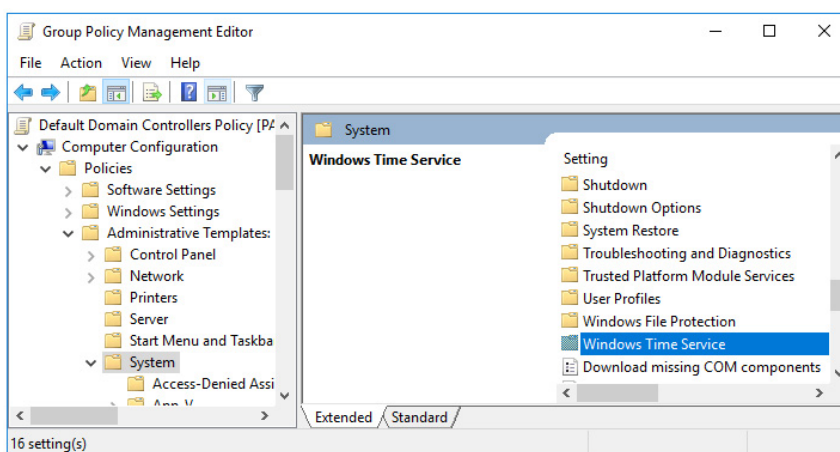 Group Policy Management Editor
File Action View Help
Default Domain Controllers Policy [PA
Computer Configuration
Policies
Software Settings
Windows Settings
Administrative Templates:
Control Panel
Network
Printers
Server
Start Menu and Taskba
System
Access-Denied Assi
App-V
System
Windows Time Service
Setting
Shutdown
Shutdown Options
System Restore
Troubleshooting and Diagnostics
Trusted Platform Module Services
User Profiles
Windows File Protection
Windows Time Service
Download missing COM components
Extended Standard
16 setting(s)